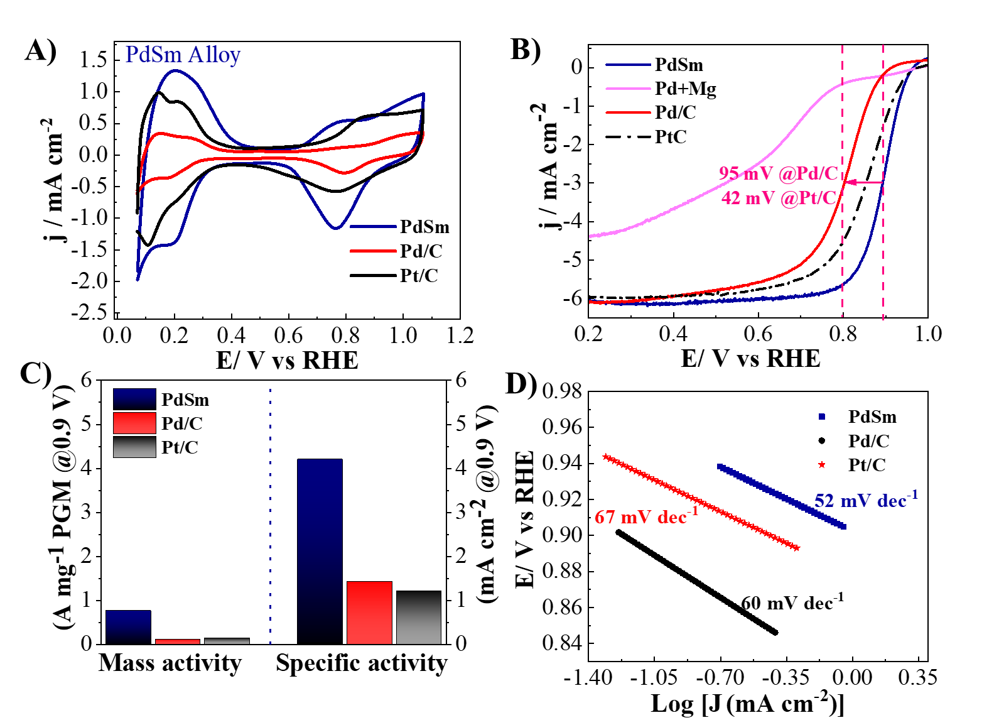 A)
PdSm Alloy
1.5
1.0
0.5
0.0
-0.5
-1.0
-1.5
-2.0
-2.5
j / mA cm-2
PdSm
Pd/C
Pt/C
0.0 0.2 0.4 0.6 0.8 1.0 1.2
E/ V vs RHE
B)
0
-1
-2
-3
-4
-5
-6
j / mA cm-2
PdSm
Pd+Mg
Pd/C
PtC
95 mV @Pd/C
42 mV @Pt/C
0.2 0.4 0.6 0.8 1.0
E/ V vs RHE
C)
6
5
4
3
2
1
0
(A mg-1 PGM @0.9 V)
PdSm
Pd/C
Pt/C
6
5
4
3
2
1
0
(mA cm-2 @0.9 V)
Mass activity
Specific activity
D)
0.98
0.96
0.94
0.92
0.90
0.88
0.86
0.84
E/ V vs RHE
PdSm
Pd/C
Pt/C
52 mV dec-1
67 mV dec-1
60 mV dec-1
-1.40 -1.05 -0.70 -0.35 0.00 0.35
Log [J (mA cm-2)]